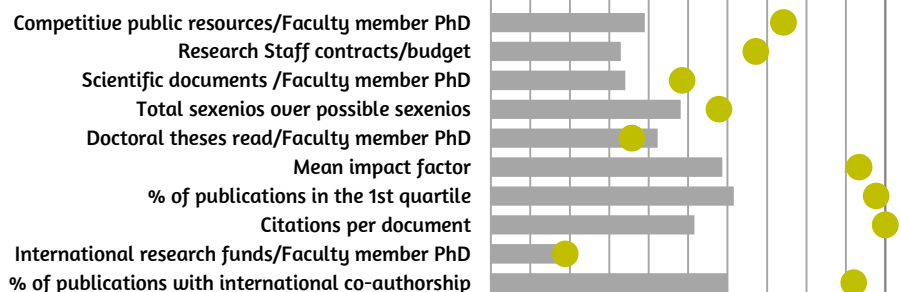 Competitive public resources/Faculty member PhD
Research Staff contracts/budget
Scientific documents /Faculty member PhD
Total sexenios over possible sexenios
Doctoral theses read/Faculty member PhD
Mean impact factor
% of publications in the 1st quartile
Citations per document
International research funds/Faculty member PhD
% of publications with international co-authorship